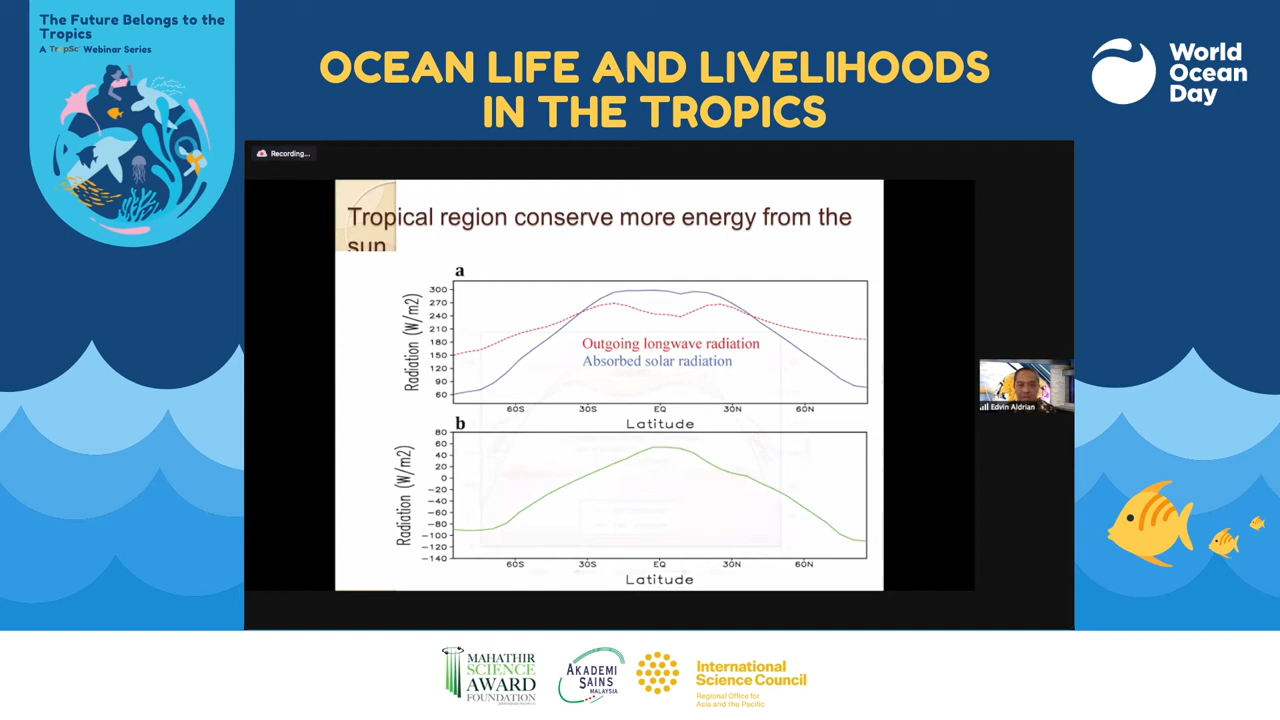 The Future Belongs to the
Tropics
A TropSc Webinar Series
OCEAN LIFE AND LIVELIHOODS
IN THE TROPICS
World
Ocean
Day
Recording...
Tropical region conserve more energy from the
sun
a
Radiation (W/m2)
300
270
240
210
180
150
120
90
60
Outgoing longwave radiation
Absorbed solar radiation
60S 30S EQ 30N 60N
Latitude
b
Radiation (W/m2)
80
60
40
20
0
-20
-40
-60
-80
-100
-120
-140
60S 30S EQ 30N 60N
Latitude
Edvin Aldrian
MAHATHIR
SCIENCE
AWARD
FOUNDATION
AKADEMI
SAINS
MALAYSIA
International
Science Council
Regional Office for
Asia and the Pacific